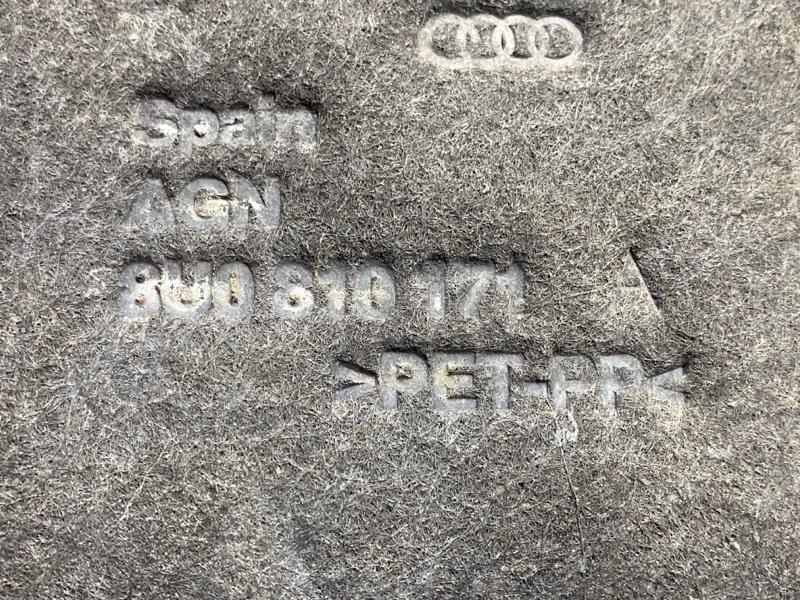 Spain
AGN
8U0 810 171 A
>PET-PP<